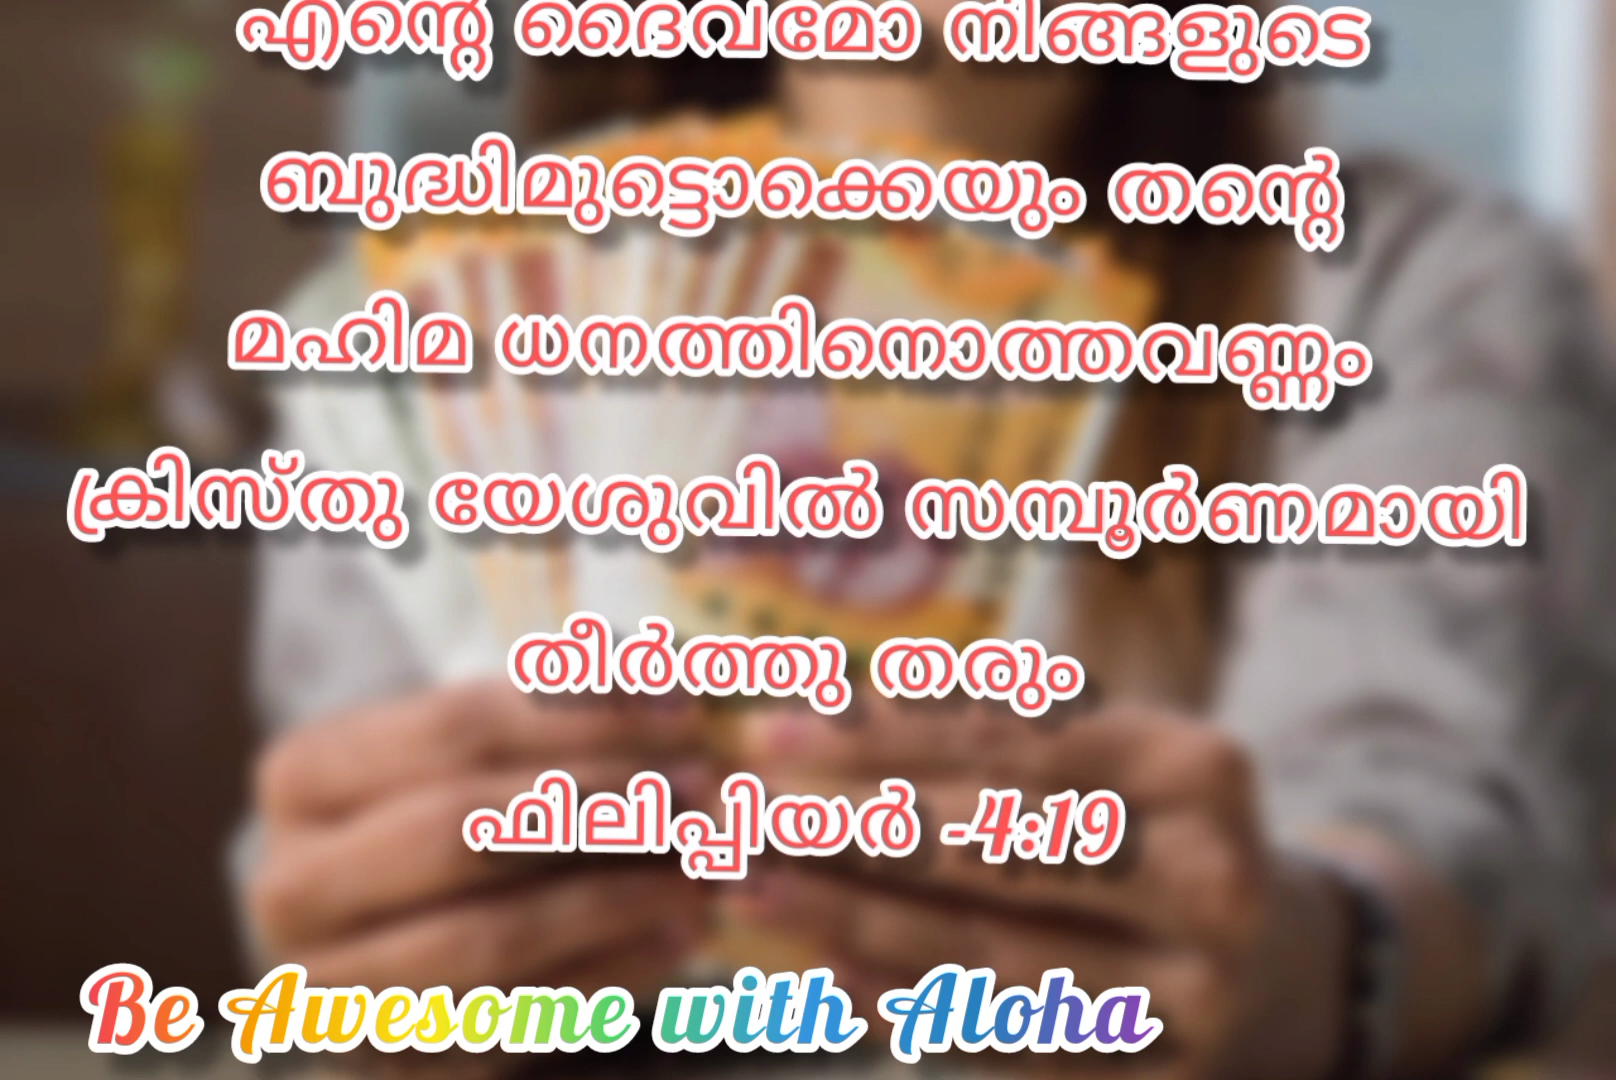 എന്റെ ദൈവമോ നിങ്ങളുടെ
ബുദ്ധിമുട്ടൊക്കെയും തന്റെ
മഹിമ ധനത്തിനൊത്തവണ്ണം
ക്രിസ്തു യേശുവിൽ സമ്പൂർണമായി
തീർത്തു തരും
ഫിലിപ്പിയർ -4:19
Be Awesome with Aloha